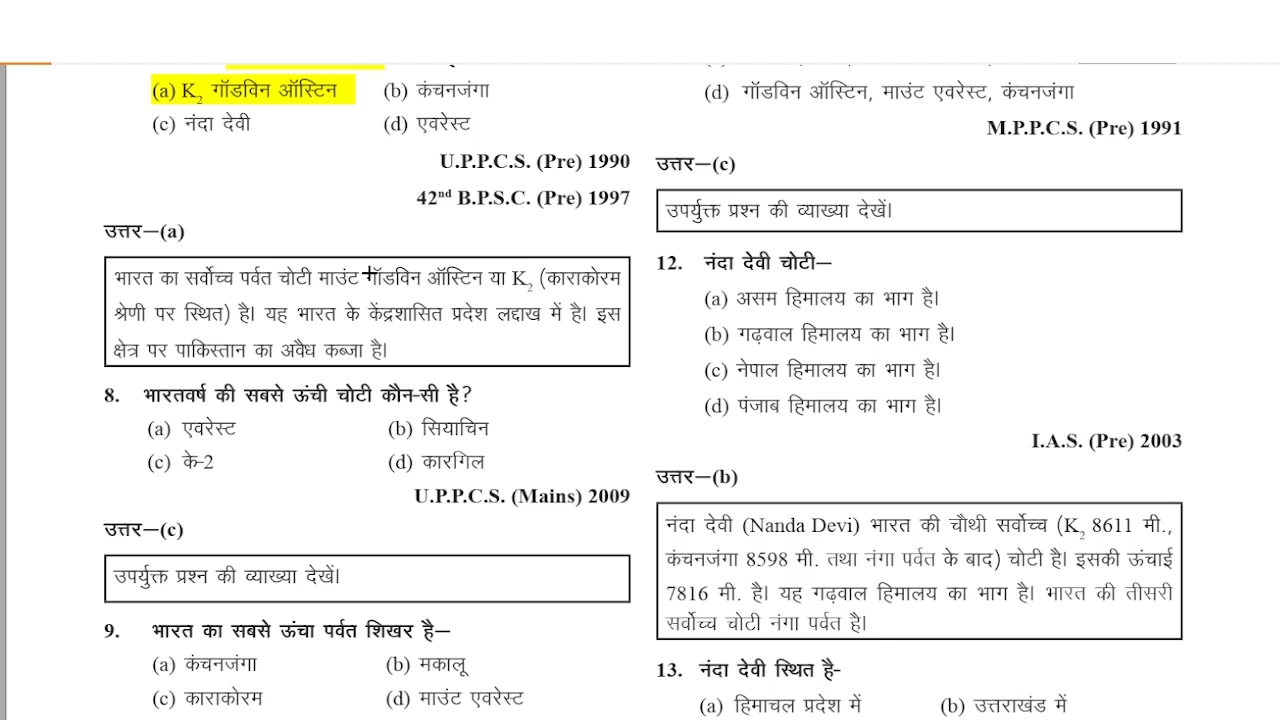 (a) K2 गॉडविन ऑस्टिन (b) कंचनजंगा
(c) नंदा देवी (d) एवरेस्ट
U.P.P.C.S. (Pre) 1990
42nd B.P.S.C. (Pre) 1997
उत्तर—(a)
भारत का सर्वोच्च पर्वत चोटी माउंट गॉडविन ऑस्टिन या K2 (काराकोरम
श्रेणी पर स्थित) है। यह भारत के केंद्रशासित प्रदेश लद्दाख में है। इस
क्षेत्र पर पाकिस्तान का अवैध कब्जा है।
8. भारतवर्ष की सबसे ऊंची चोटी कौन-सी है?
(a) एवरेस्ट (b) सियाचिन
(c) के-2 (d) कारगिल
U.P.P.C.S. (Mains) 2009
उत्तर—(c)
उपर्युक्त प्रश्न की व्याख्या देखें।
9. भारत का सबसे ऊंचा पर्वत शिखर है—
(a) कंचनजंगा (b) मकालू
(c) काराकोरम (d) माउंट एवरेस्ट
(d) गॉडविन ऑस्टिन, माउंट एवरेस्ट, कंचनजंगा
M.P.P.C.S. (Pre) 1991
उत्तर—(c)
उपर्युक्त प्रश्न की व्याख्या देखें।
12. नंदा देवी चोटी—
(a) असम हिमालय का भाग है।
(b) गढ़वाल हिमालय का भाग है।
(c) नेपाल हिमालय का भाग है।
(d) पंजाब हिमालय का भाग है।
I.A.S. (Pre) 2003
उत्तर—(b)
नंदा देवी (Nanda Devi) भारत की चौथी सर्वोच्च (K2 8611 मी.,
कंचनजंगा 8598 मी. तथा नंगा पर्वत के बाद) चोटी है। इसकी ऊंचाई
7816 मी. है। यह गढ़वाल हिमालय का भाग है। भारत की तीसरी
सर्वोच्च चोटी नंगा पर्वत है।
13. नंदा देवी स्थित है-
(a) हिमाचल प्रदेश में (b) उत्तराखंड में